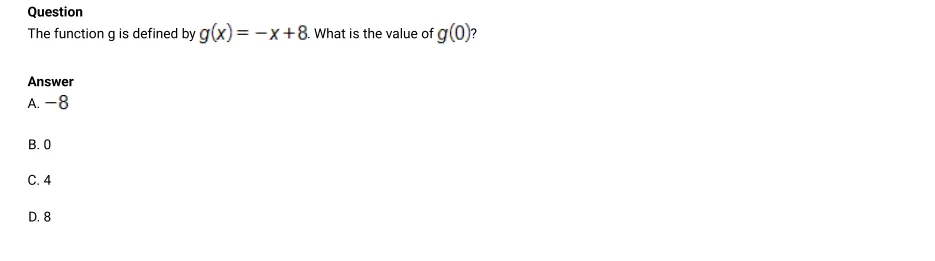 Question
The function g is defined by g(x) = −x+8. What is the value of g(0)?
Answer
A. −8
B. 0
C. 4
D. 8